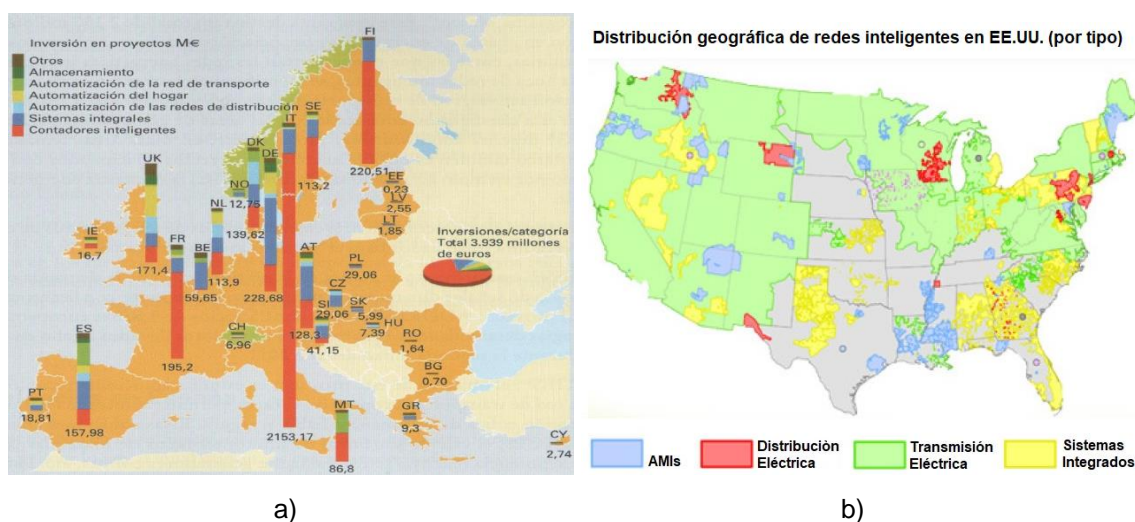 Inversión en proyectos M€
Otros
Almacenamiento
Automatización de la red de transporte
Automatización del hogar
Automatización de las redes de distribución
Sistemas integrales
Contadores inteligentes
FI
220,51
SE
113,2
IT
2153,17
DK
139,62
DE
228,68
NO
12,75
EE
0,23
LV
2,55
LT
1,85
UK
171,4
NL
113,9
IE
16,7
FR
195,2
BE
59,65
AT
128,3
PL
29,06
CZ
29,06
SK
5,99
SI
41,15
HU
7,39
RO
1,64
BG
0,70
CH
6,96
ES
157,98
PT
18,81
MT
86,8
GR
9,3
CY
2,74
Inversiones/categoría
Total 3.939 millones
de euros
a)
Distribución geográfica de redes inteligentes en EE.UU. (por tipo)
AMIs
Distribución
Eléctrica
Transmisión
Eléctrica
Sistemas
Integrados
b)